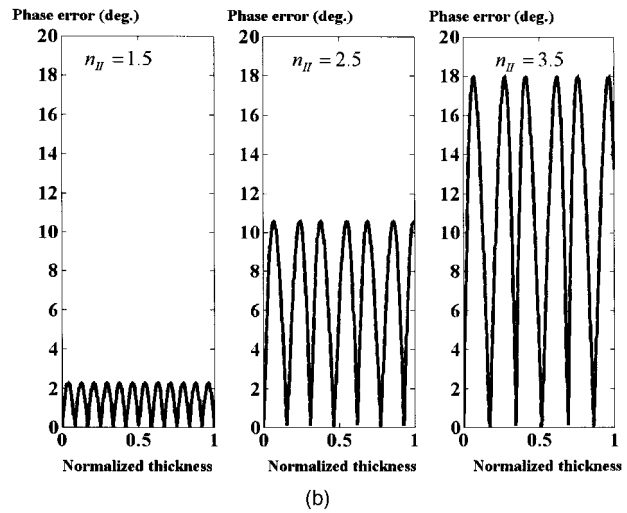 Phase error (deg.) Phase error (deg.) Phase error (deg.)
20 20 20
n_II = 1.5 n_II = 2.5 n_II = 3.5
18 18 18
16 16 16
14 14 14
12 12 12
10 10 10
8 8 8
6 6 6
4 4 4
2 2 2
0 0 0
0 0.5 1 0 0.5 1 0 0.5 1
Normalized thickness Normalized thickness Normalized thickness
(b)